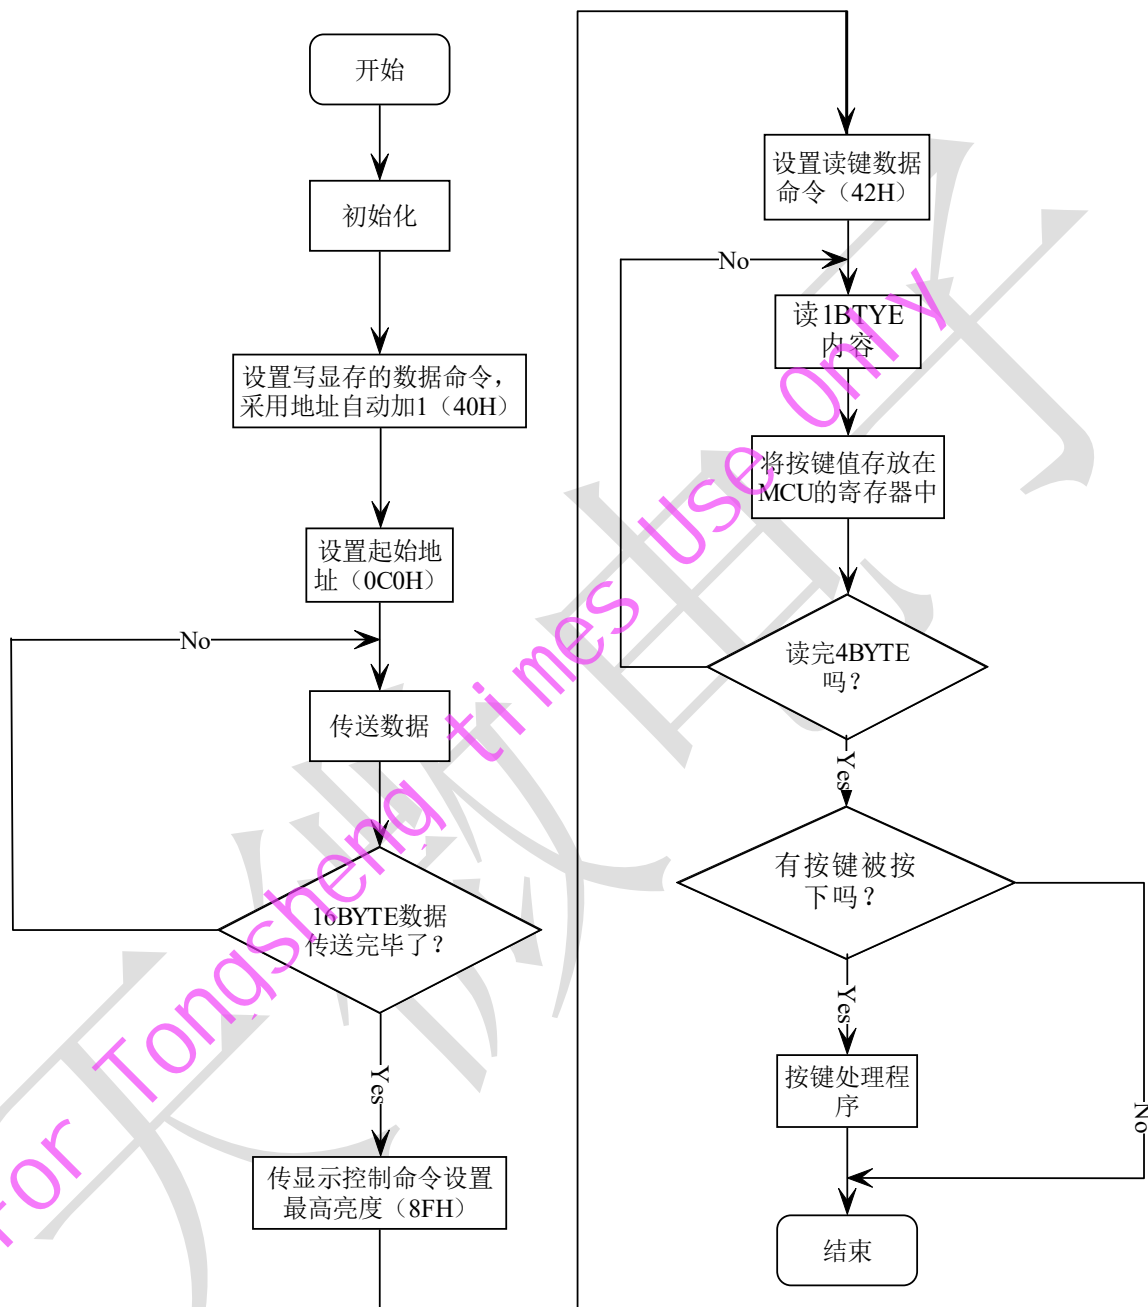 开始
初始化
设置写显存的数据命令，
采用地址自动加1（40H）
设置起始地
址（0C0H）
No
传送数据
16BYTE数据
传送完毕了？
Yes
传显示控制命令设置
最高亮度（8FH）
设置读键数据
命令（42H）
No
读1BTYE
内容
将按键值存放在
MCU的寄存器中
读完4BYTE
吗？
Yes
有按键被按
下吗？
Yes
No
按键处理程
序
结束
for Tongsheng times Use Only